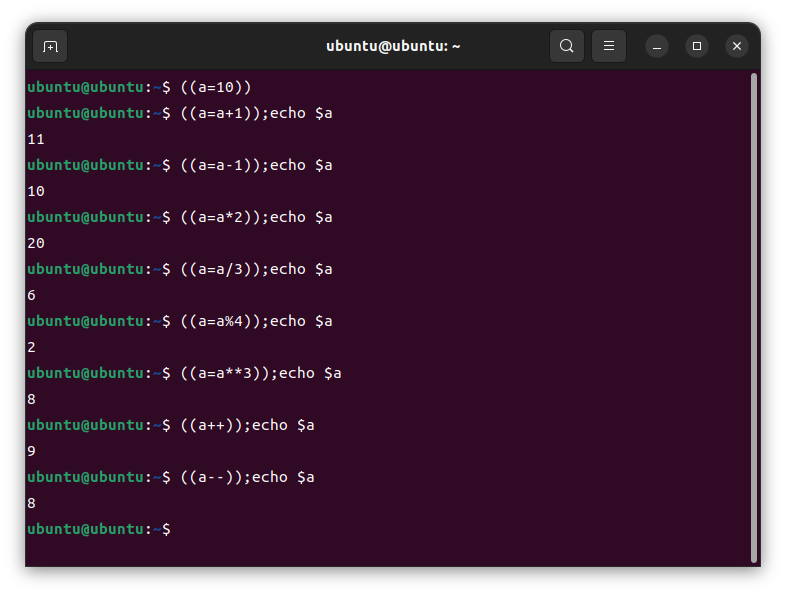 ubuntu@ubuntu: ~
ubuntu@ubuntu:~$ ((a=10))
ubuntu@ubuntu:~$ ((a=a+1));echo $a
11
ubuntu@ubuntu:~$ ((a=a-1));echo $a
10
ubuntu@ubuntu:~$ ((a=a*2));echo $a
20
ubuntu@ubuntu:~$ ((a=a/3));echo $a
6
ubuntu@ubuntu:~$ ((a=a%4));echo $a
2
ubuntu@ubuntu:~$ ((a=a**3));echo $a
8
ubuntu@ubuntu:~$ ((a++));echo $a
9
ubuntu@ubuntu:~$ ((a--));echo $a
8
ubuntu@ubuntu:~$